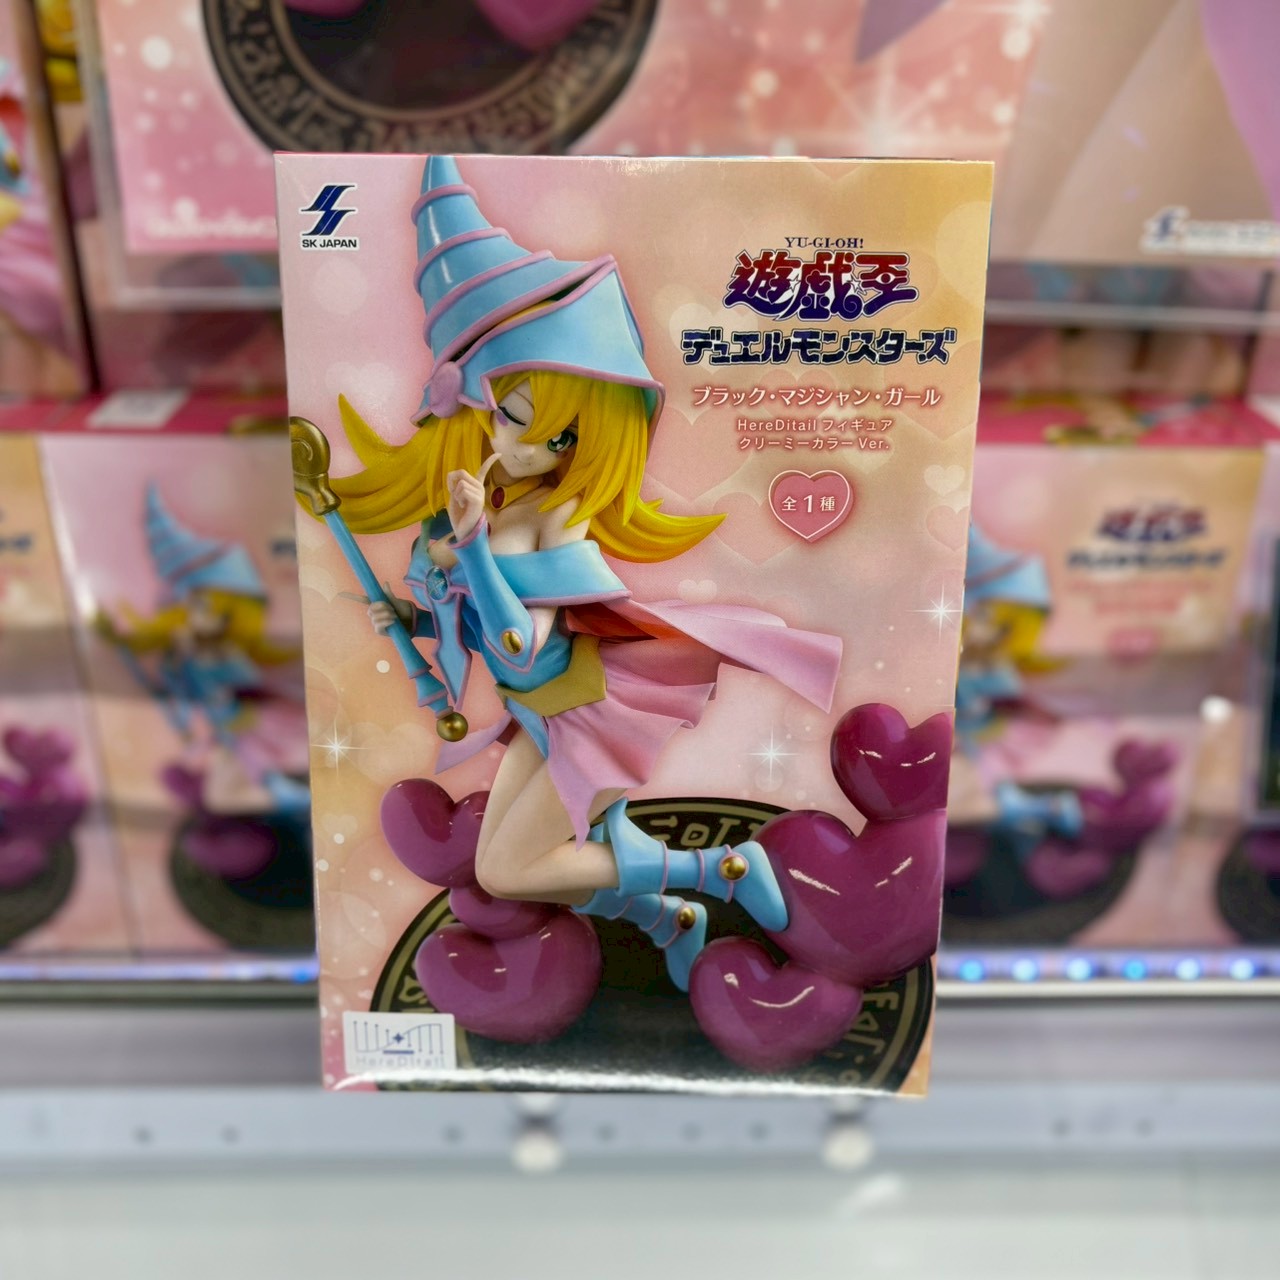 SK JAPAN
YU-GI-OH!
遊戯王
デュエルモンスターズ
ブラック・マジシャン・ガール
HereDitail フィギュア
クリーミーカラー Ver.
全1種
HereDitail